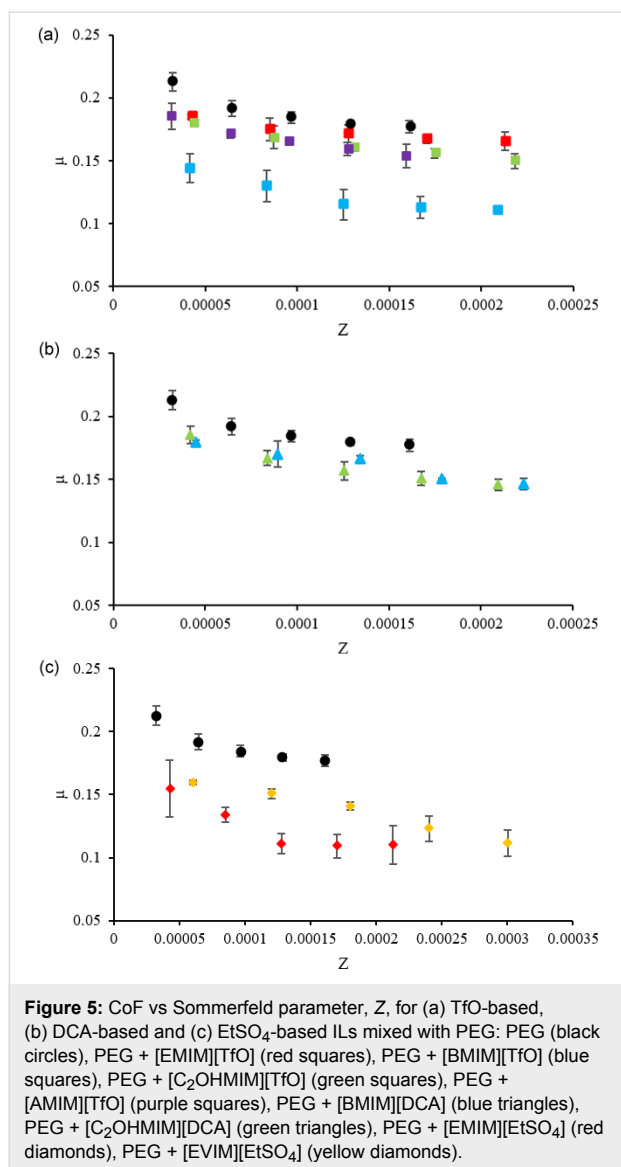 (a)
0.25
0.2
0.15
0.1
0.05
μ
0 0.00005 0.0001 0.00015 0.0002 0.00025
Z
(b)
0.25
0.2
0.15
0.1
0.05
μ
0 0.00005 0.0001 0.00015 0.0002 0.00025
Z
(c)
0.25
0.2
0.15
0.1
0.05
μ
0 0.00005 0.0001 0.00015 0.0002 0.00025 0.0003 0.00035
Z
Figure 5: CoF vs Sommerfeld parameter, Z, for (a) TfO-based,
(b) DCA-based and (c) EtSO₄-based ILs mixed with PEG: PEG (black
circles), PEG + [EMIM][TfO] (red squares), PEG + [BMIM][TfO] (blue
squares), PEG + [C₂OHMIM][TfO] (green squares), PEG +
[AMIM][TfO] (purple squares), PEG + [BMIM][DCA] (blue triangles),
PEG + [C₂OHMIM][DCA] (green triangles), PEG + [EMIM][EtSO₄] (red
diamonds), PEG + [EVIM][EtSO₄] (yellow diamonds).